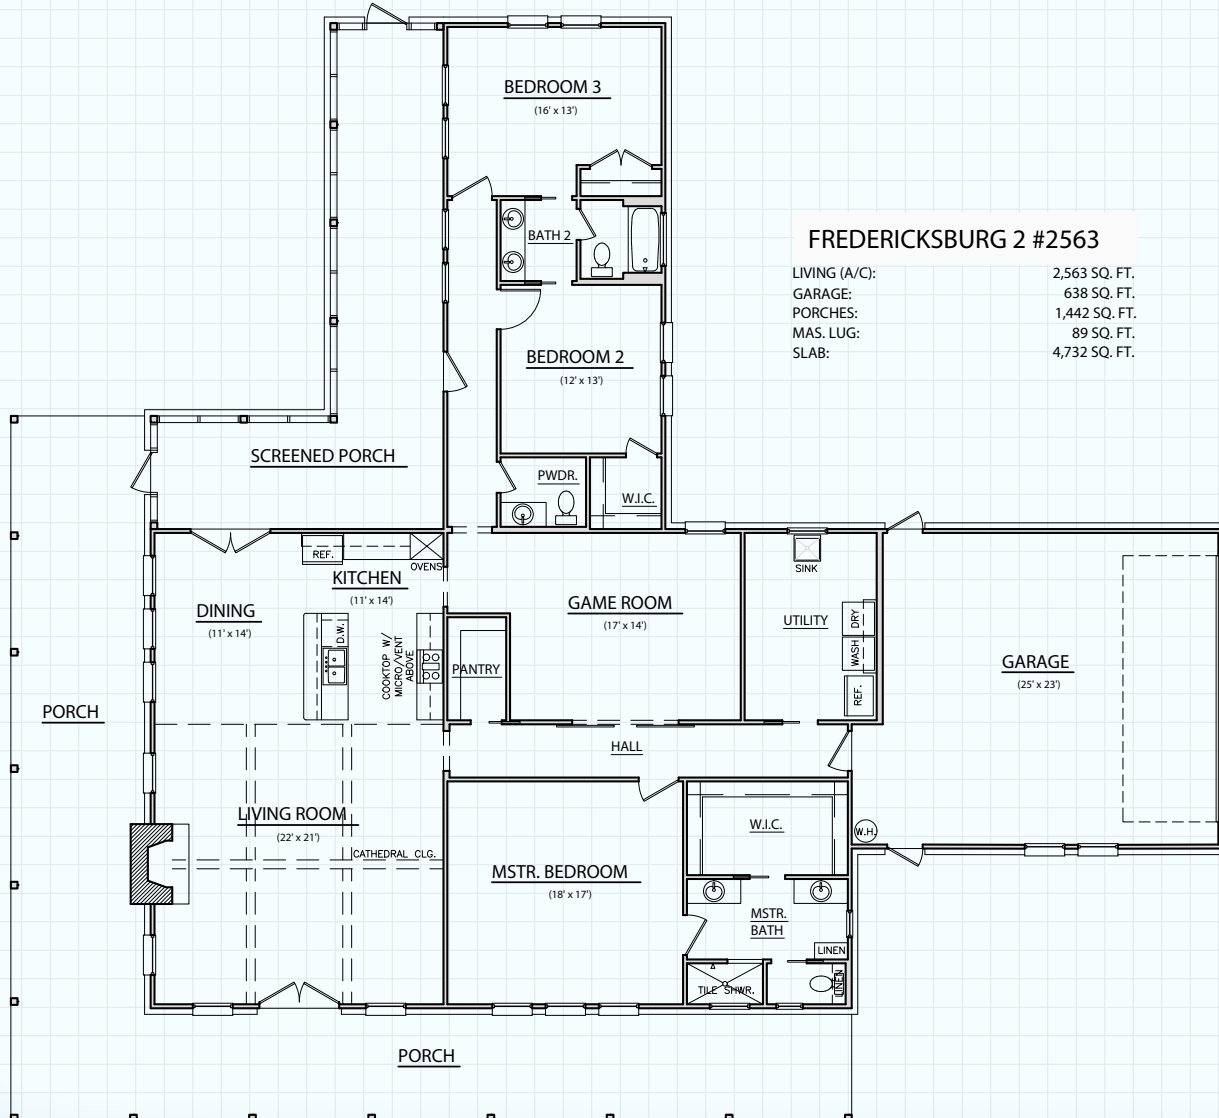 BEDROOM 3
(16' x 13')
BATH 2
FREDERICKSBURG 2 #2563
LIVING (A/C): 2,563 SQ. FT.
GARAGE: 638 SQ. FT.
PORCHES: 1,442 SQ. FT.
MAS. LUG: 89 SQ. FT.
SLAB: 4,732 SQ. FT.
BEDROOM 2
(12' x 13')
SCREENED PORCH
PWDR.
W.I.C.
REF.
OVENS
SINK
KITCHEN
(11' x 14')
DINING
(11' x 14')
GAME ROOM
(17' x 14')
UTILITY
DRY
WASH
REF.
D.W.
COOKTOP W/
MICRO/VENT
ABOVE
PANTRY
GARAGE
(25' x 23')
PORCH
HALL
LIVING ROOM
(22' x 21')
CATHEDRAL CLG.
W.I.C.
W.H.
MSTR. BEDROOM
(18' x 17')
MSTR.
BATH
LINEN
TILE SHWR.
LINEN
PORCH